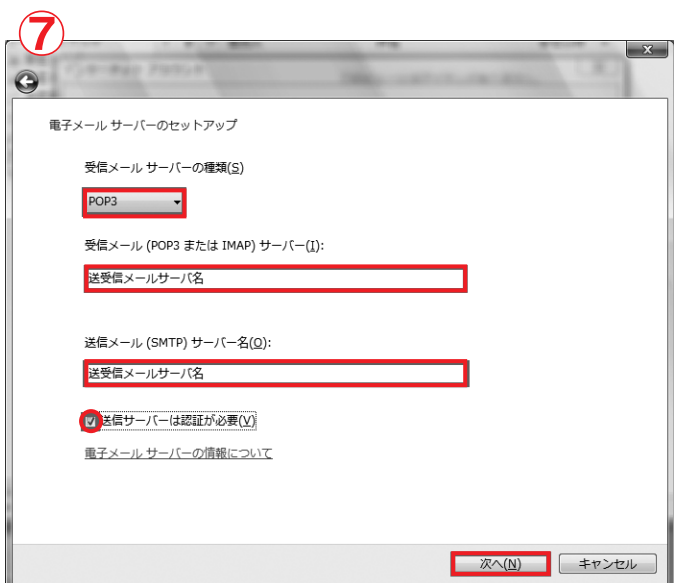 ⑦
電子メール サーバーのセットアップ
受信メール サーバーの種類(S)
POP3
受信メール (POP3 または IMAP) サーバー(I):
送受信メールサーバ名
送信メール (SMTP) サーバー名(O):
送受信メールサーバ名
送信サーバーは認証が必要(V)
電子メール サーバーの情報について
次へ(N) キャンセル